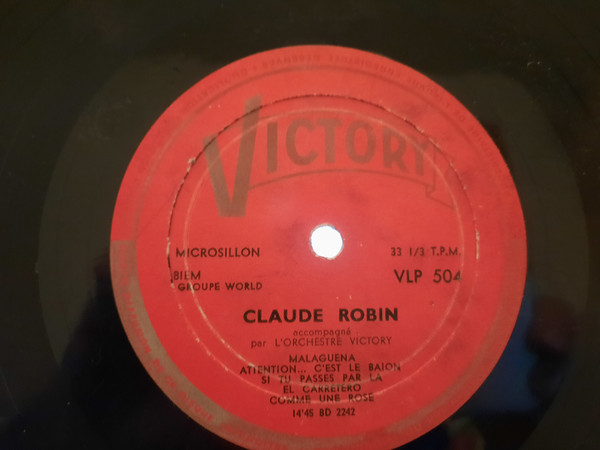 VICTORY
MICROSILLON
33 1/3 T.P.M.
BIEM
VLP 504
GROUPE WORLD
CLAUDE ROBIN
accompagné
par L'ORCHESTRE VICTORY
MALAGUENA
ATTENTION... C'EST LE BAION
SI TU PASSES PAR LA
EL CARRETERO
COMME UNE ROSE
14'45 BD 2242